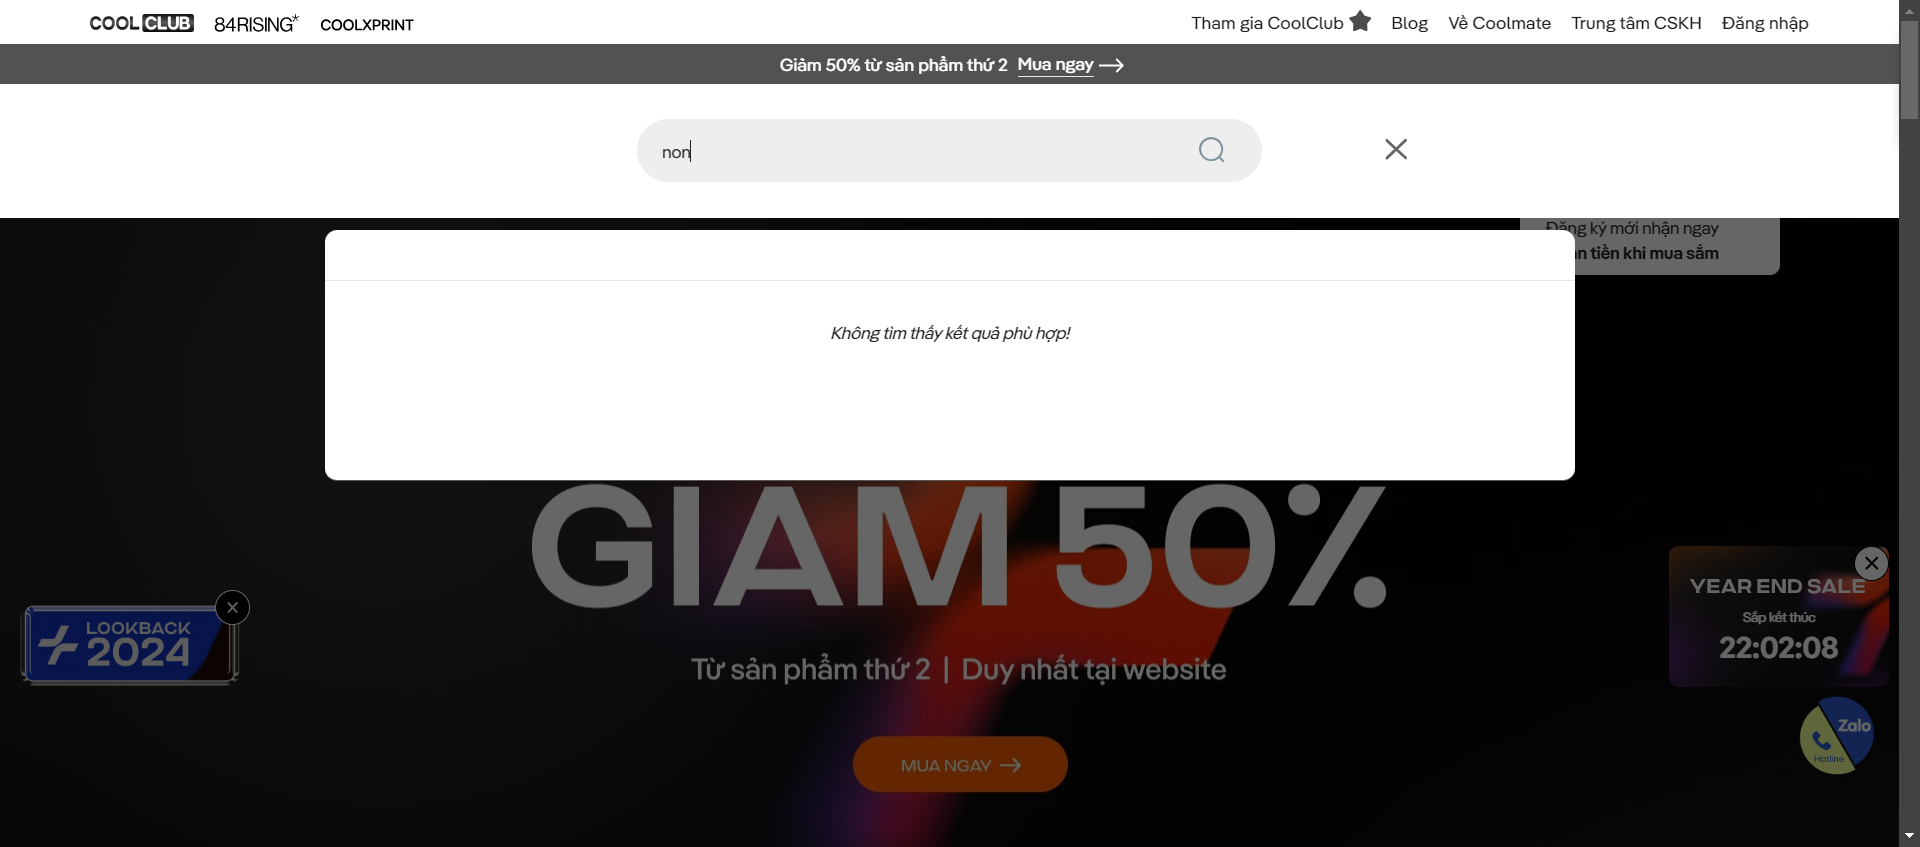 COOL CLUB 84RISING* COOLXPRINT Tham gia CoolClub Blog Về Coolmate Trung tâm CSKH Đăng nhập
Giảm 50% từ sản phẩm thứ 2 Mua ngay
non
Đăng ký mới nhận ngay
tiền khi mua sắm
Không tìm thấy kết quả phù hợp!
GIẢM 50%
YEAR END SALE
Sắp kết thúc
22:02:08
LOOKBACK
2024
Từ sản phẩm thứ 2 | Duy nhất tại website
Zalo
Hotline
MUA NGAY